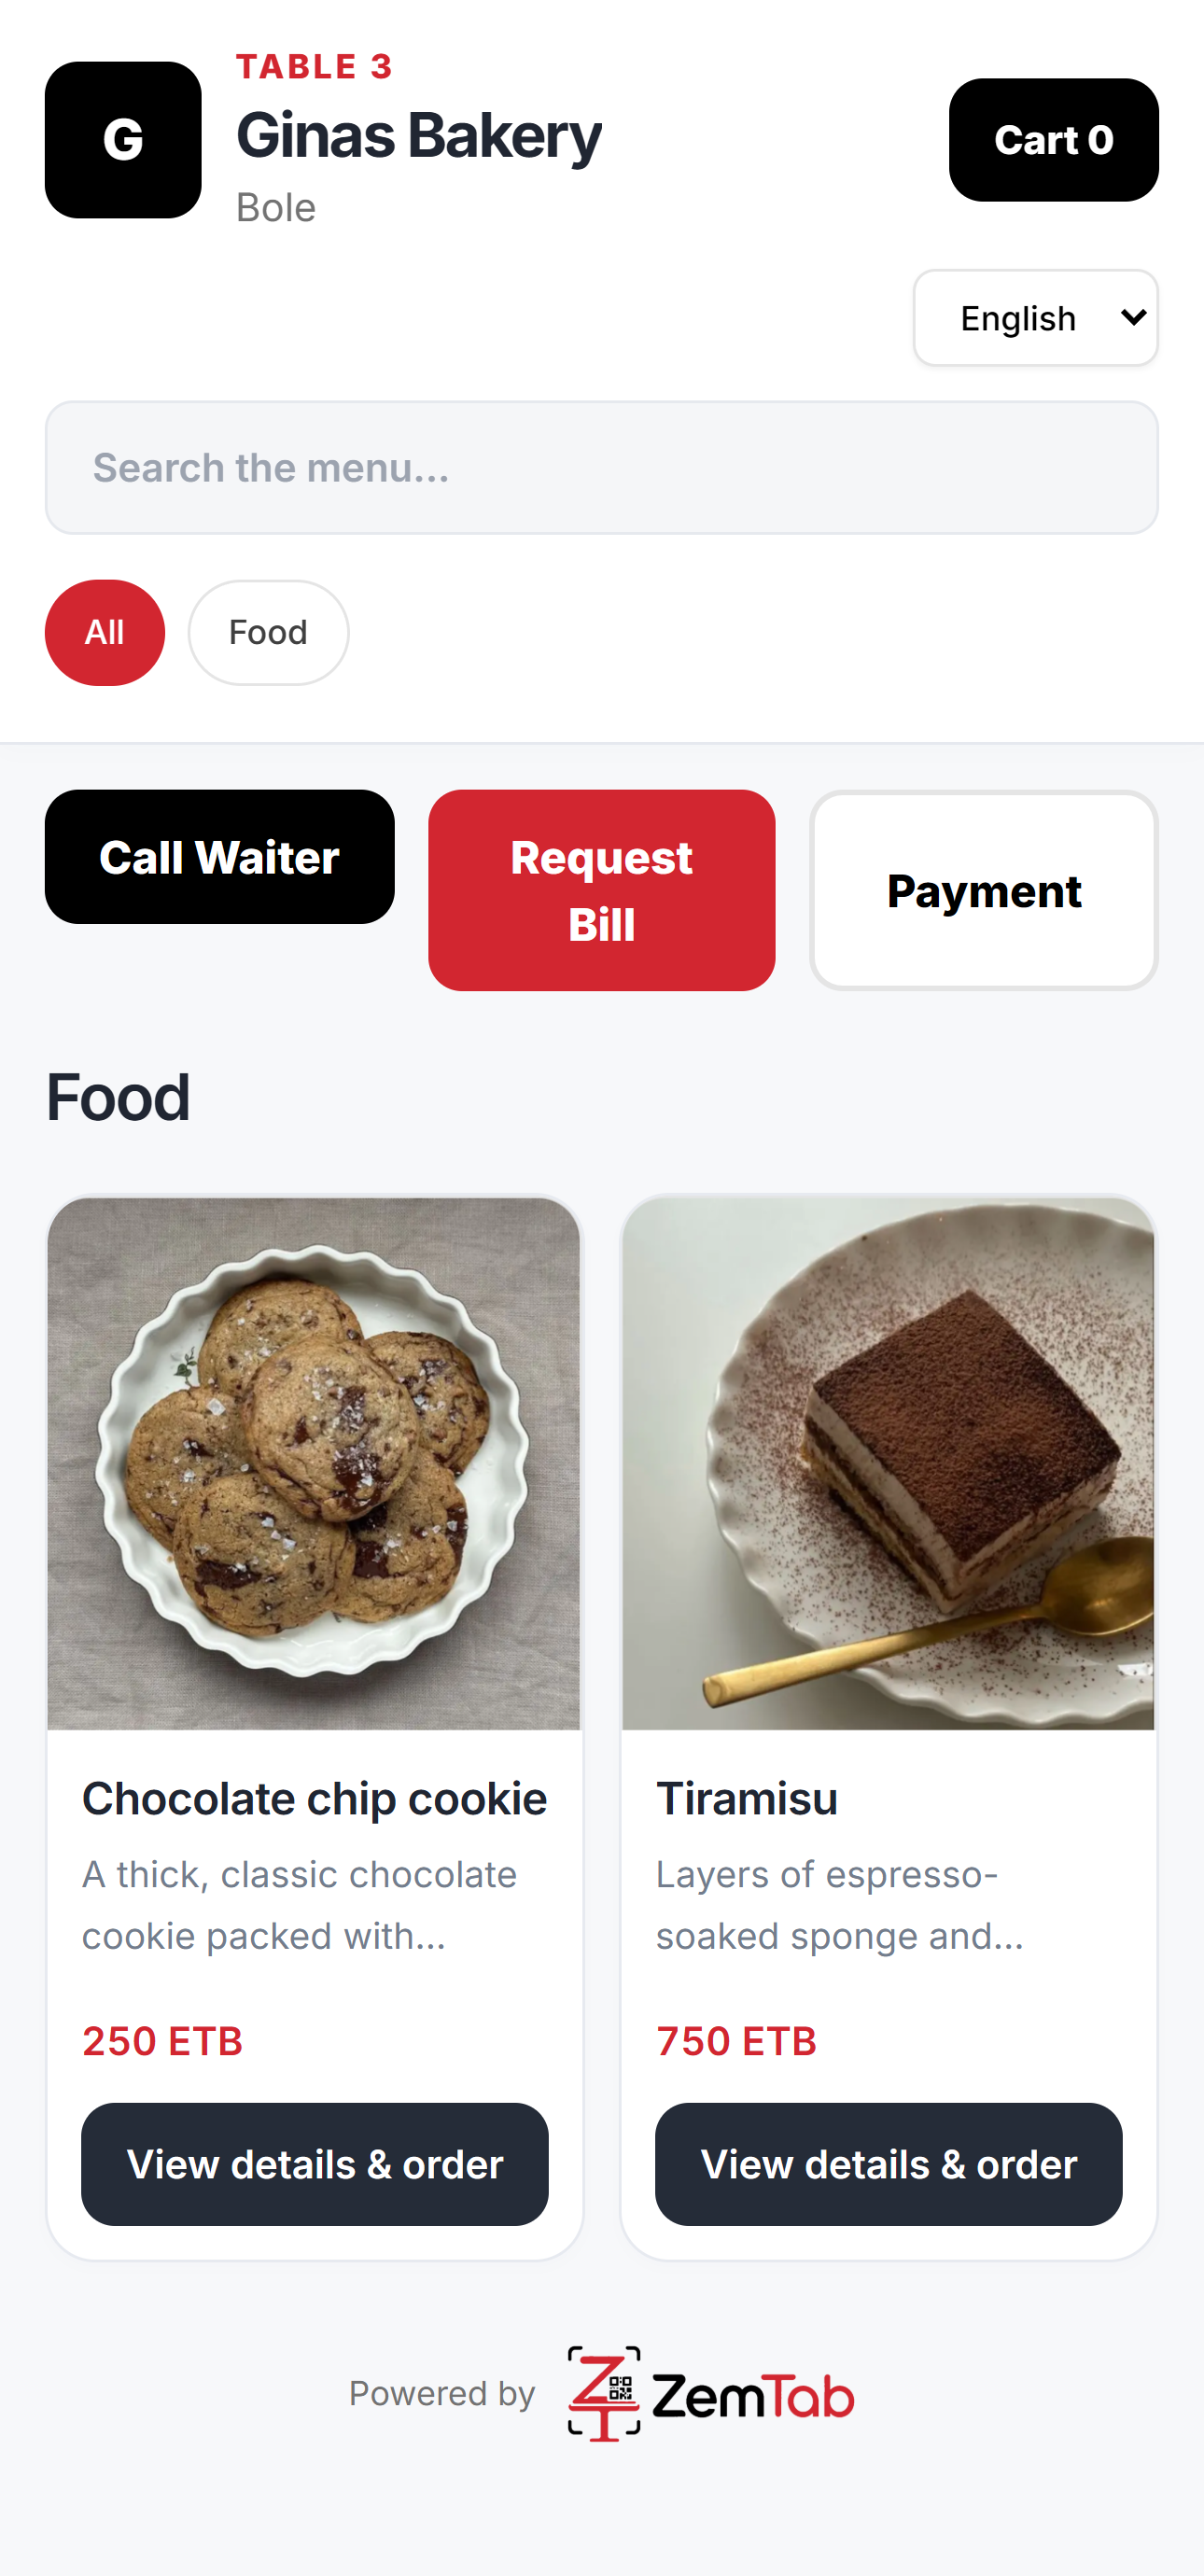 G
TABLE 3
Ginas Bakery
Bole
Cart 0
English
Search the menu...
All
Food
Call Waiter
Request
Bill
Payment
Food
Chocolate chip cookie
A thick, classic chocolate
cookie packed with...
250 ETB
View details & order
Tiramisu
Layers of espresso-
soaked sponge and...
750 ETB
View details & order
Powered by ZemTab